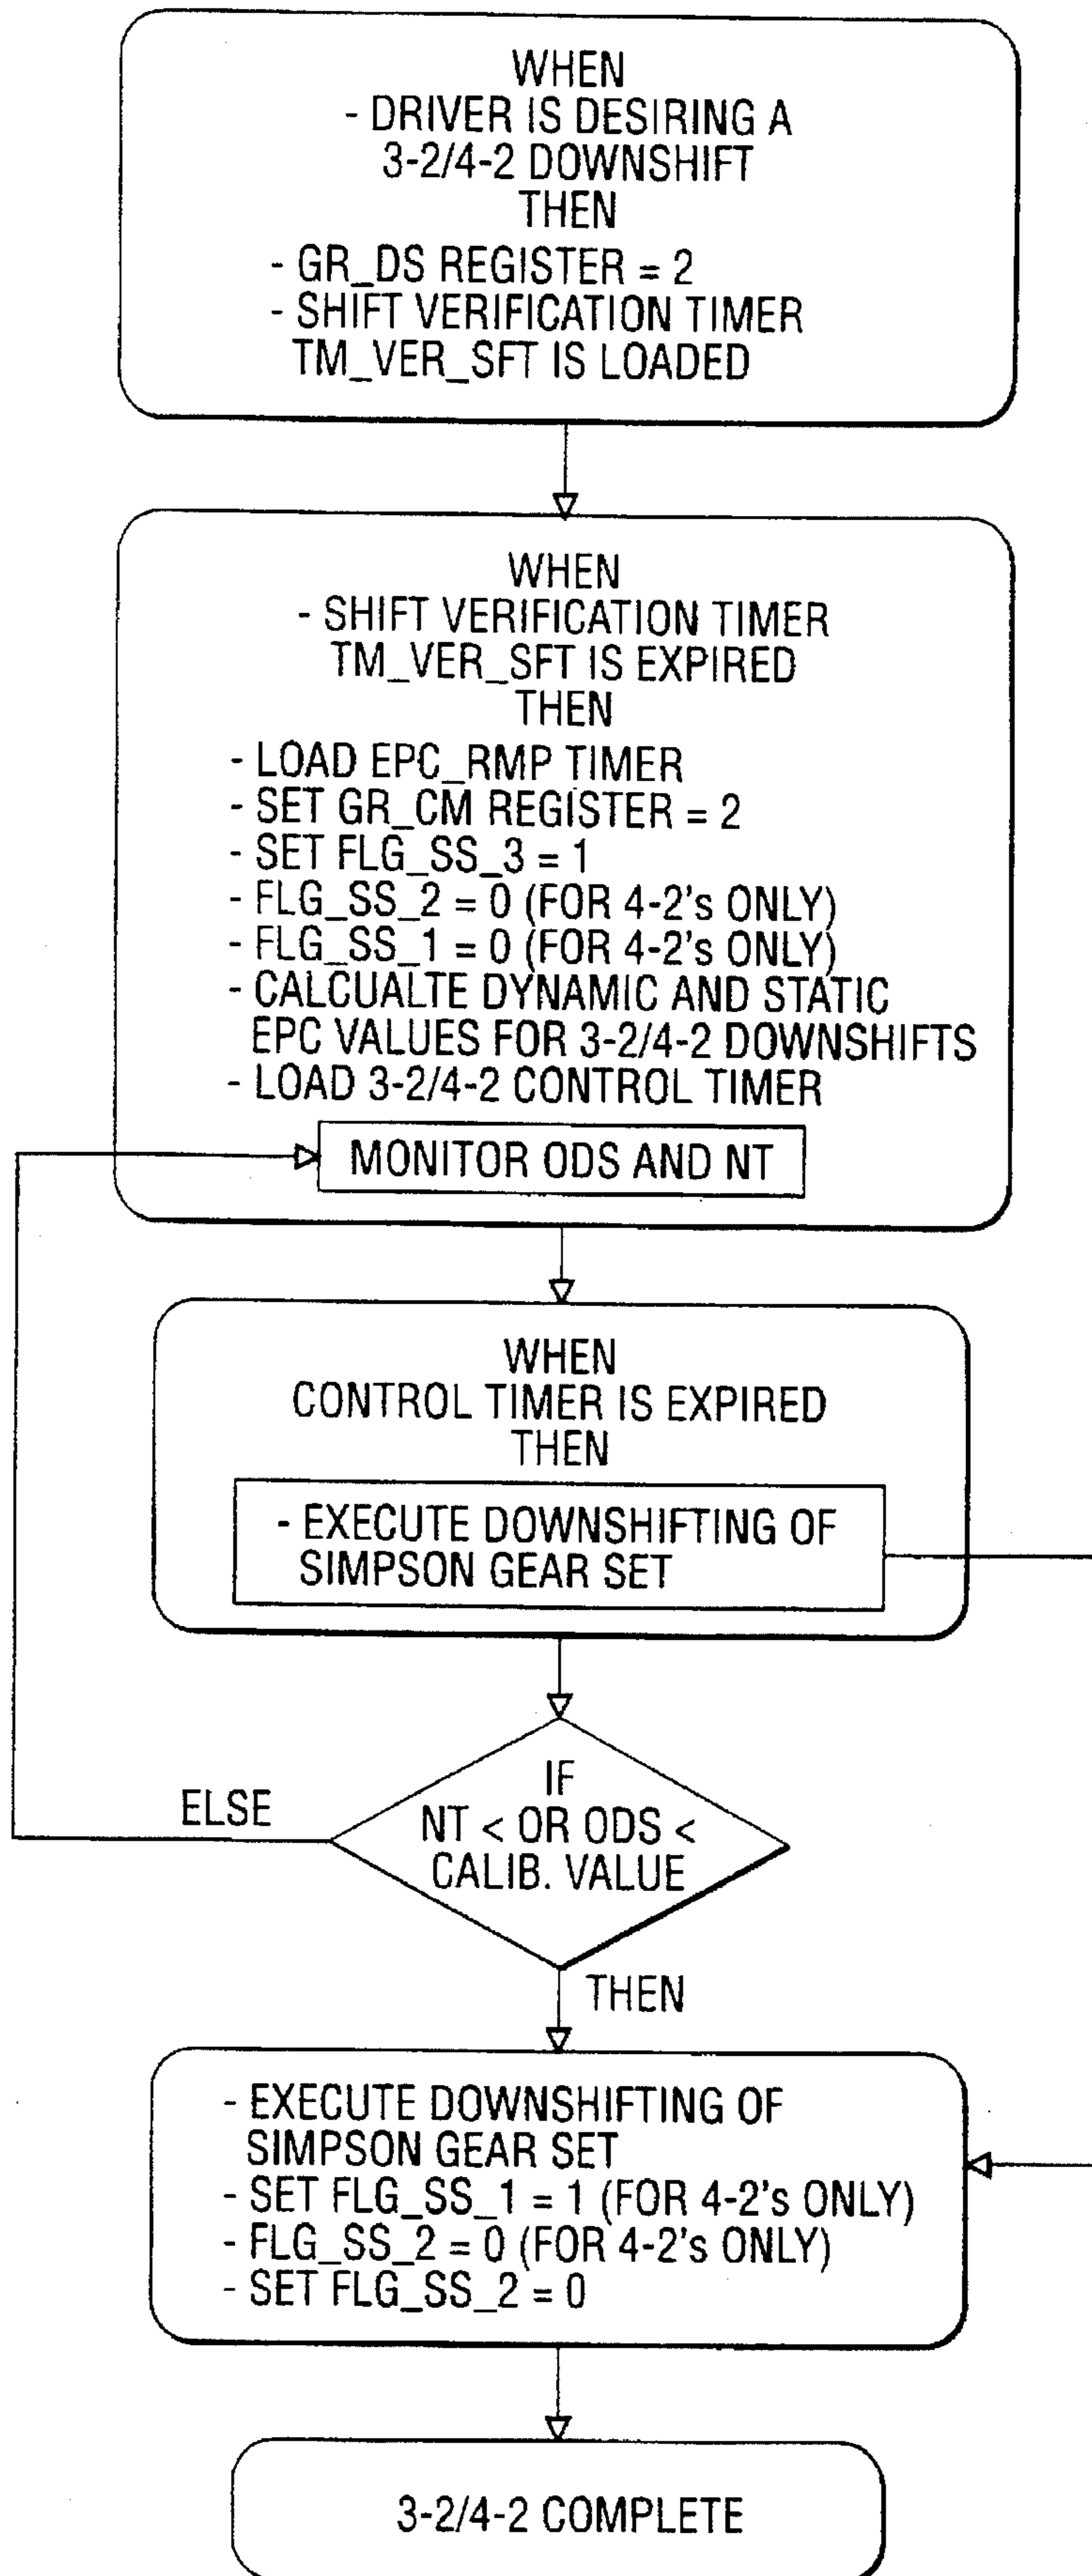 WHEN
- DRIVER IS DESIRING A
3-2/4-2 DOWNSHIFT
THEN
- GR_DS REGISTER = 2
- SHIFT VERIFICATION TIMER
TM_VER_SFT IS LOADED
WHEN
- SHIFT VERIFICATION TIMER
TM_VER_SFT IS EXPIRED
THEN
- LOAD EPC_RMP TIMER
- SET GR_CM REGISTER = 2
- SET FLG_SS_3 = 1
- FLG_SS_2 = 0 (FOR 4-2's ONLY)
- FLG_SS_1 = 0 (FOR 4-2's ONLY)
- CALCUALTE DYNAMIC AND STATIC
EPC VALUES FOR 3-2/4-2 DOWNSHIFTS
- LOAD 3-2/4-2 CONTROL TIMER
MONITOR ODS AND NT
WHEN
CONTROL TIMER IS EXPIRED
THEN
- EXECUTE DOWNSHIFTING OF
SIMPSON GEAR SET
IF
NT < OR ODS <
CALIB. VALUE
ELSE
THEN
- EXECUTE DOWNSHIFTING OF
SIMPSON GEAR SET
- SET FLG_SS_1 = 1 (FOR 4-2's ONLY)
- FLG_SS_2 = 0 (FOR 4-2's ONLY)
- SET FLG_SS_2 = 0
3-2/4-2 COMPLETE